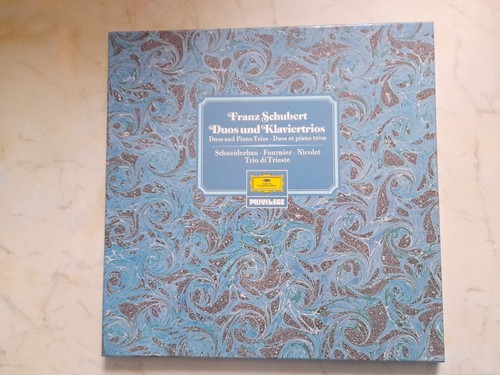 Franz Schubert
Duos und Klaviertrios
Duos and Piano Trios · Duos et piano trios
Schneiderhan · Fournier · Nicolet
Trio di Trieste
PRIVILEGE